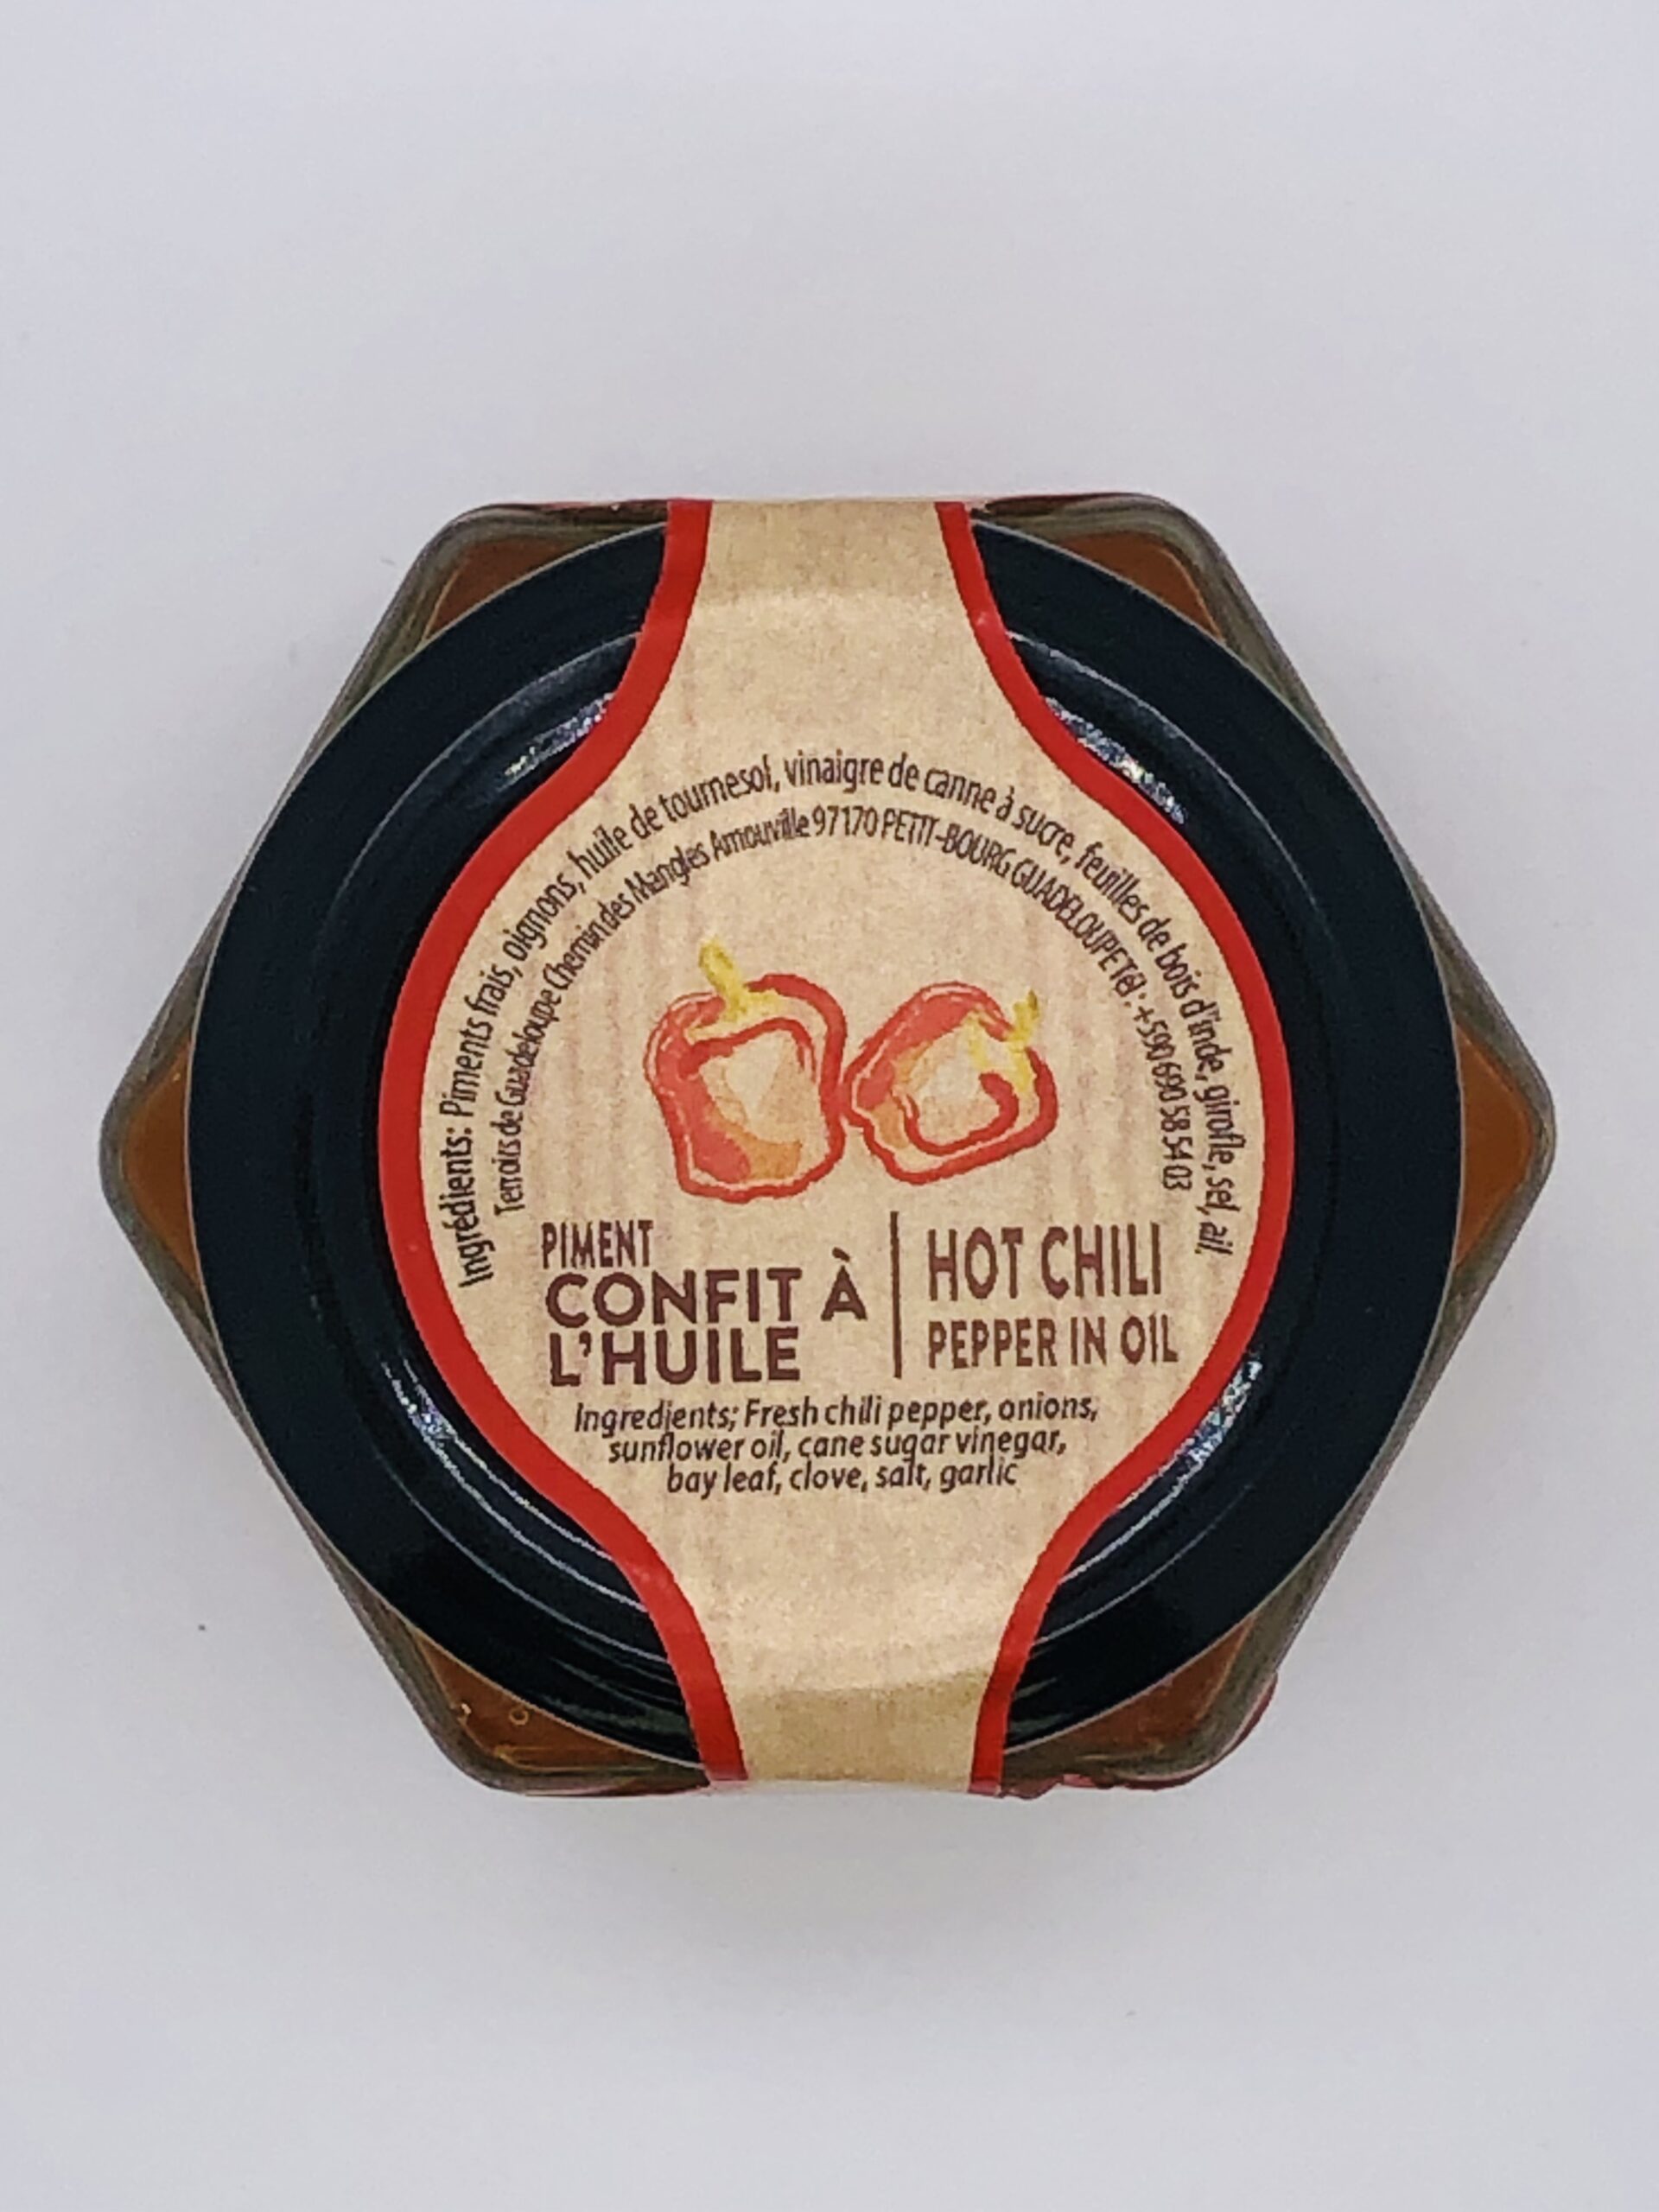 Ingrédients: Piments frais, oignons, huile de tournesol, vinaigre de canne à sucre, feuilles de bois d'inde, girofle, sel, ail.
Terroirs de Guadeloupe Chemin des Mangles Arnouville 97170 PETIT-BOURG GUADELOUPE Tél : +590 690 58 54 03
PIMENT
CONFIT À
L'HUILE
HOT CHILI
PEPPER IN OIL
Ingredients; Fresh chili pepper, onions,
sunflower oil, cane sugar vinegar,
bay leaf, clove, salt, garlic